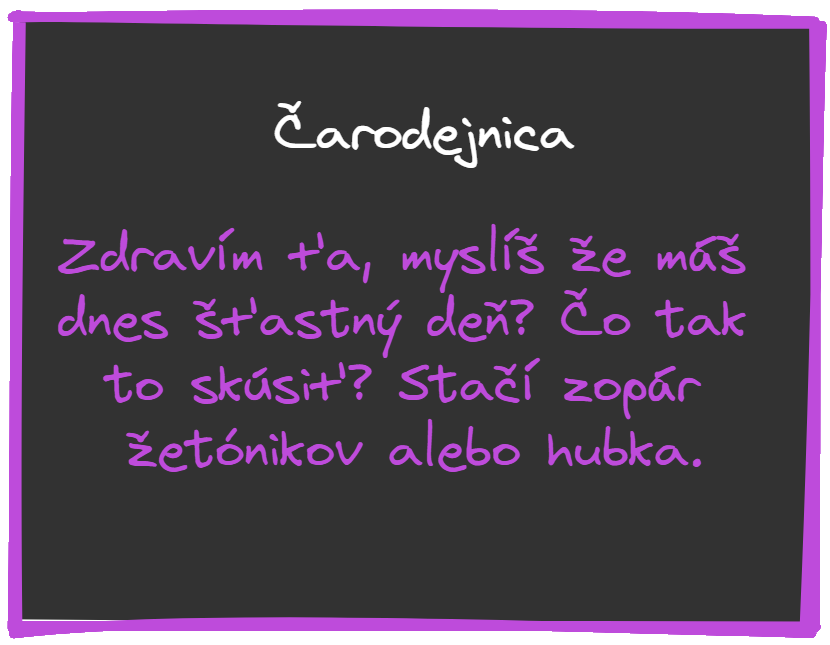 Čarodejnica
Zdravím ťa, myslíš že máš
dnes šťastný deň? Čo tak
to skúsiť? Stačí zopár
žetónikov alebo hubka.